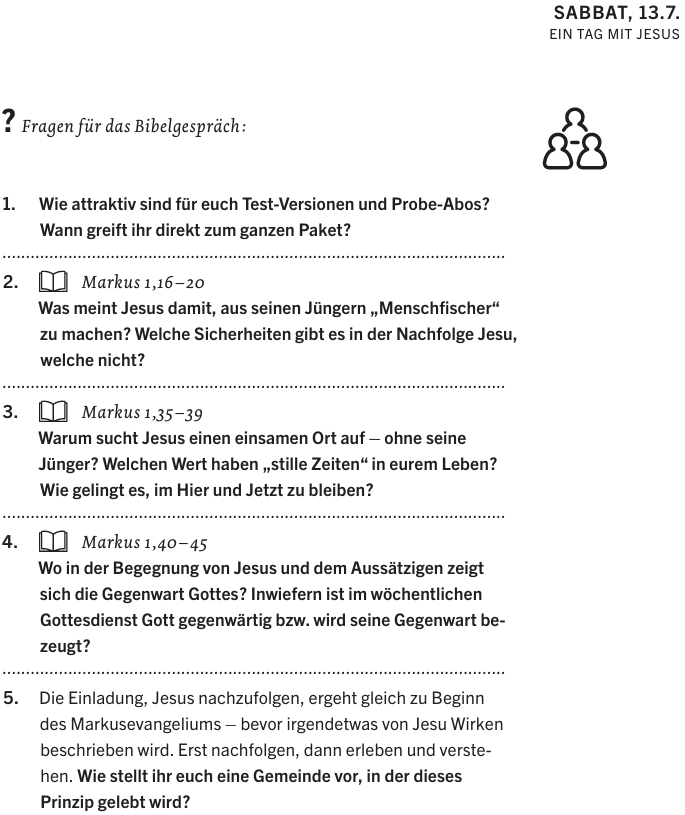 SABBAT, 13.7.
EIN TAG MIT JESUS
? Fragen für das Bibelgespräch:
1. Wie attraktiv sind für euch Test-Versionen und Probe-Abos?
Wann greift ihr direkt zum ganzen Paket?
2. Markus 1,16–20
Was meint Jesus damit, aus seinen Jüngern „Menschfischer“
zu machen? Welche Sicherheiten gibt es in der Nachfolge Jesu,
welche nicht?
3. Markus 1,35–39
Warum sucht Jesus einen einsamen Ort auf – ohne seine
Jünger? Welchen Wert haben „stille Zeiten“ in eurem Leben?
Wie gelingt es, im Hier und Jetzt zu bleiben?
4. Markus 1,40–45
Wo in der Begegnung von Jesus und dem Aussätzigen zeigt
sich die Gegenwart Gottes? Inwiefern ist im wöchentlichen
Gottesdienst Gott gegenwärtig bzw. wird seine Gegenwart be-
zeugt?
5. Die Einladung, Jesus nachzufolgen, ergeht gleich zu Beginn
des Markusevangeliums – bevor irgendetwas von Jesu Wirken
beschrieben wird. Erst nachfolgen, dann erleben und verste-
hen. Wie stellt ihr euch eine Gemeinde vor, in der dieses
Prinzip gelebt wird?